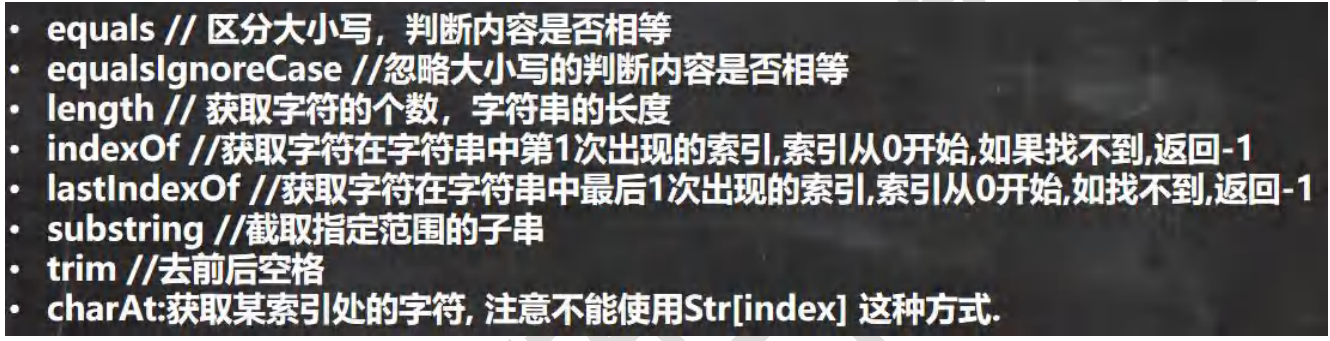 • equals // 区分大小写，判断内容是否相等
• equalsIgnoreCase //忽略大小写的判断内容是否相等
• length // 获取字符的个数，字符串的长度
• indexOf //获取字符在字符串中第1次出现的索引,索引从0开始,如果找不到,返回-1
• lastIndexOf //获取字符在字符串中最后1次出现的索引,索引从0开始,如找不到,返回-1
• substring //截取指定范围的子串
• trim //去前后空格
• charAt:获取某索引处的字符, 注意不能使用Str[index] 这种方式.